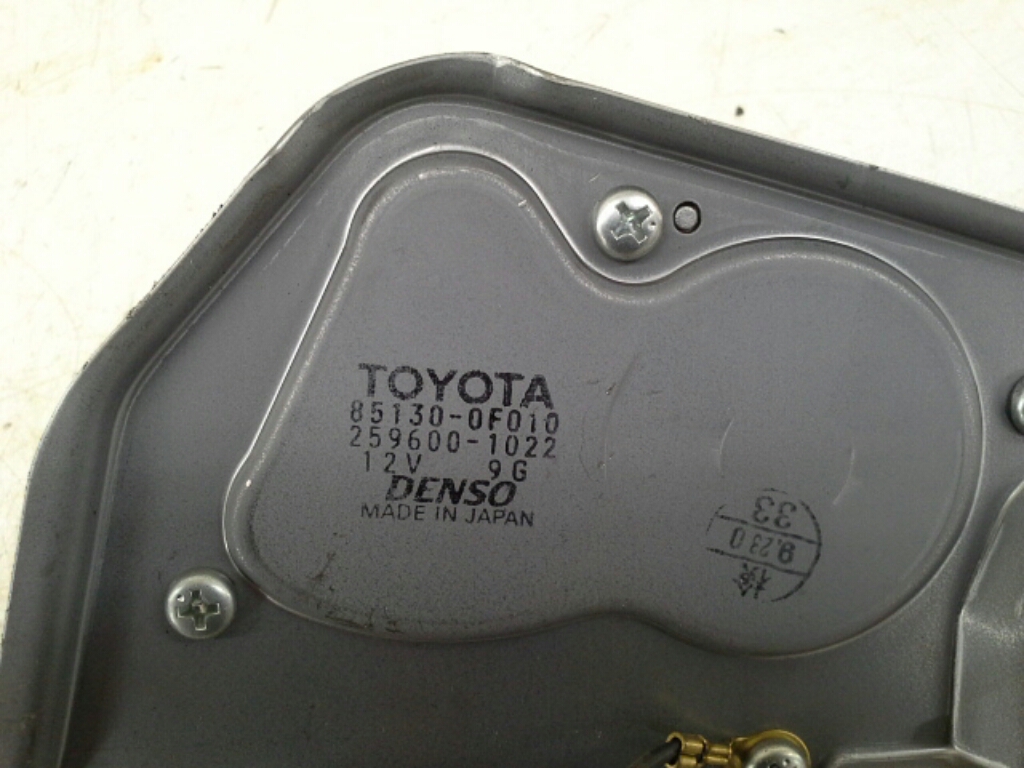 TOYOTA
85130-0F010
259600-1022
12V 9G
DENSO
MADE IN JAPAN
検
9.23.0
33